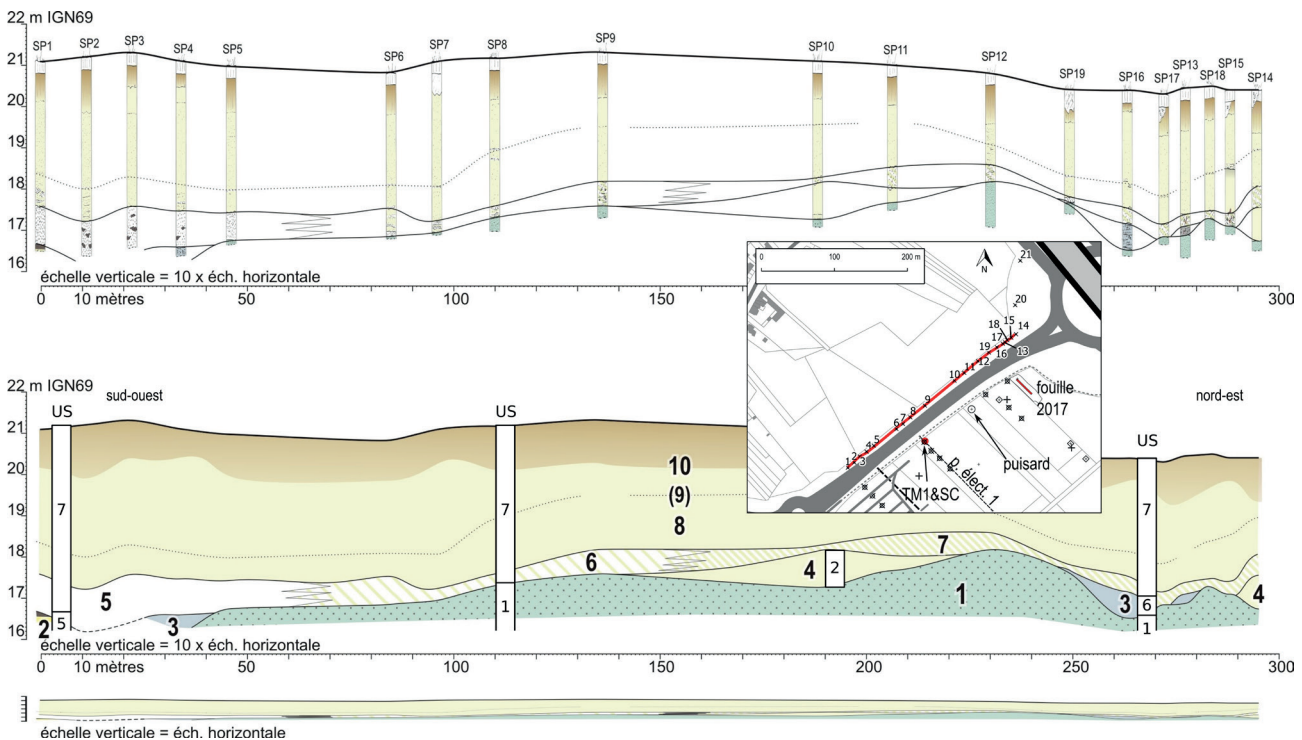 22 m IGN69
SP1 SP2 SP3 SP4 SP5 SP6 SP7 SP8 SP9 SP10 SP11 SP12 SP19 SP16 SP17 SP13 SP18 SP15 SP14
21
20
19
18
17
16
échelle verticale = 10 x éch. horizontale
0 10 mètres 50 100 150 300
0 100 200 m
N
21
20
18 17 15 14
19 16 13
12
11
10
9
8
7
6
5
4
2
1 3
fouille
2017
puisard
D. élect. 1
TM1&SC
22 m IGN69
sud-ouest nord-est
US US US
21
20
19
18
17
16
7 7 7
10
(9)
8
6 7
5 4 2 1 3 6 4
2 5 3 1 1
échelle verticale = 10 x éch. horizontale
0 10 mètres 50 100 150 200 250 300
échelle verticale = éch. horizontale